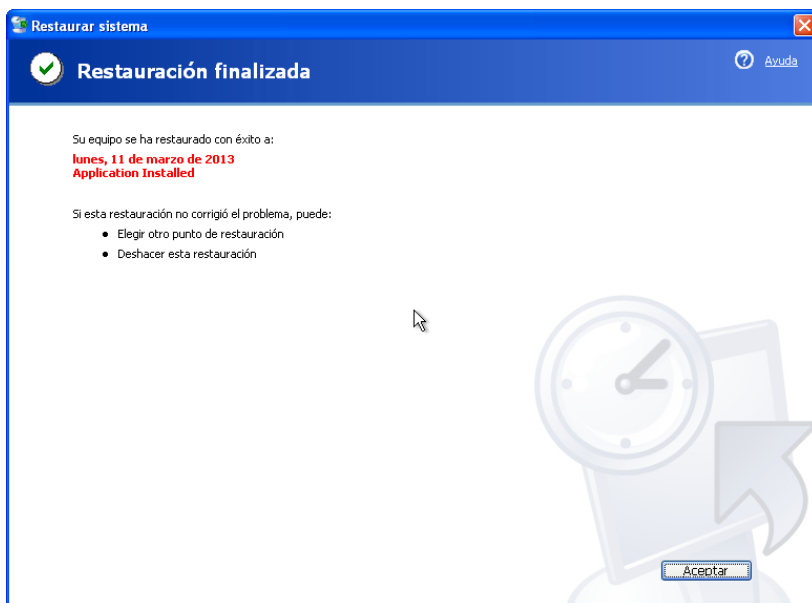 Restaurar sistema
Restauración finalizada
Ayuda
Su equipo se ha restaurado con éxito a:
lunes, 11 de marzo de 2013
Application Installed
Si esta restauración no corrigió el problema, puede:
Elegir otro punto de restauración
Deshacer esta restauración
Aceptar